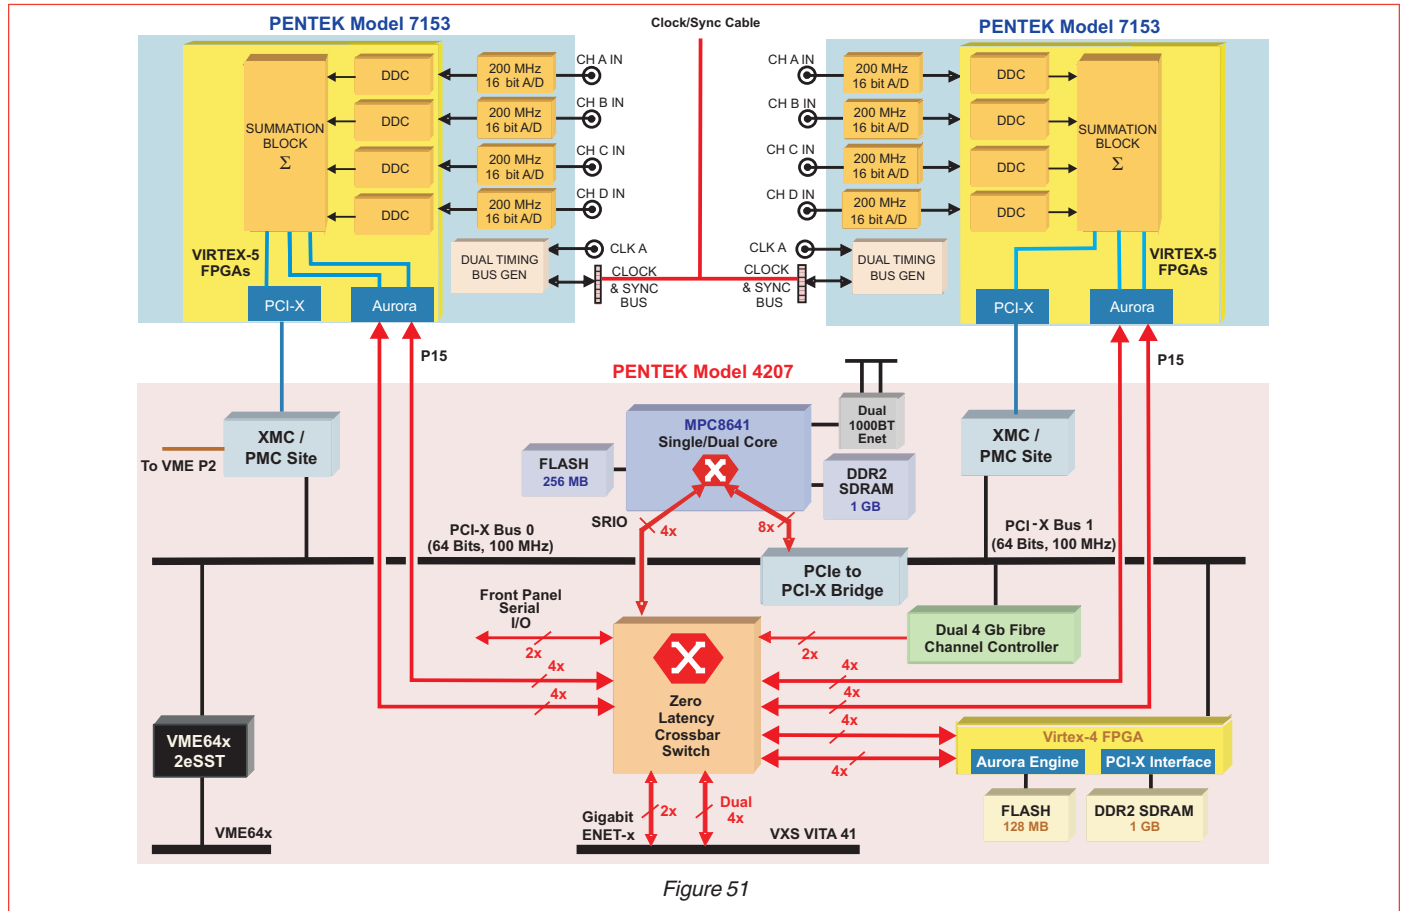 PENTEK Model 7153
Clock/Sync Cable
PENTEK Model 7153
SUMMATION
BLOCK
Σ
DDC
200 MHz
16 bit A/D
CH A IN
DDC
200 MHz
16 bit A/D
CH B IN
DDC
200 MHz
16 bit A/D
CH C IN
DDC
200 MHz
16 bit A/D
CH D IN
VIRTEX-5
FPGAs
DUAL TIMING
BUS GEN
CLK A
CLOCK
& SYNC
BUS
PCI-X
Aurora
P15
CH A IN
200 MHz
16 bit A/D
DDC
CH B IN
200 MHz
16 bit A/D
DDC
CH C IN
200 MHz
16 bit A/D
DDC
CH D IN
200 MHz
16 bit A/D
DDC
SUMMATION
BLOCK
Σ
CLK A
CLOCK
& SYNC
BUS
DUAL TIMING
BUS GEN
VIRTEX-5
FPGAs
PCI-X
Aurora
P15
PENTEK Model 4207
XMC /
PMC Site
To VME P2
FLASH
256 MB
MPC8641
Single/Dual Core
Dual
1000BT
Enet
DDR2
SDRAM
1 GB
XMC /
PMC Site
SRIO
4x
8x
PCI-X Bus 0
(64 Bits, 100 MHz)
PCI-X Bus 1
(64 Bits, 100 MHz)
PCIe to
PCI-X Bridge
Front Panel
Serial
I/O
2x
4x
4x
Zero
Latency
Crossbar
Switch
2x
4x
4x
4x
4x
Dual 4 Gb Fibre
Channel Controller
VME64x
2eSST
Virtex-4 FPGA
Aurora Engine
PCI-X Interface
FLASH
128 MB
DDR2 SDRAM
1 GB
Gigabit
ENET-x
2x
Dual
4x
VME64x
VXS VITA 41
Figure 51